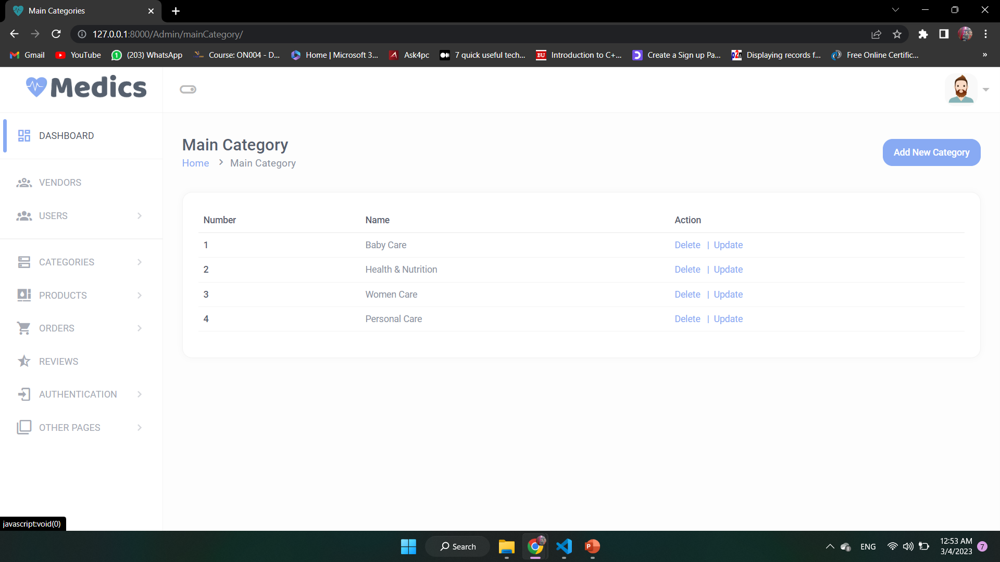 Main Categories
127.0.0.1:8000/Admin/mainCategory/
Gmail
YouTube
(203) WhatsApp
Course: ON004 - D...
Home | Microsoft 3...
Ask4pc
7 quick useful tech...
BU
Introduction to C+...
Create a Sign up Pa...
p2n
Displaying records f...
Free Online Certific...
»
Medics
DASHBOARD
VENDORS
USERS
CATEGORIES
PRODUCTS
ORDERS
REVIEWS
AUTHENTICATION
OTHER PAGES
Main Category
Home > Main Category
Add New Category
Number Name Action
1 Baby Care Delete | Update
2 Health & Nutrition Delete | Update
3 Women Care Delete | Update
4 Personal Care Delete | Update
javascript:void(0)
Search
ENG
12:53 AM
3/4/2023
7